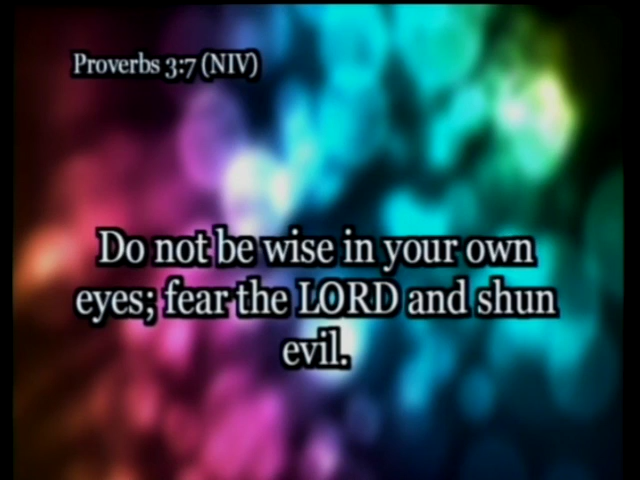 Proverbs 3:7 (NIV)
Do not be wise in your own
eyes; fear the LORD and shun
evil.